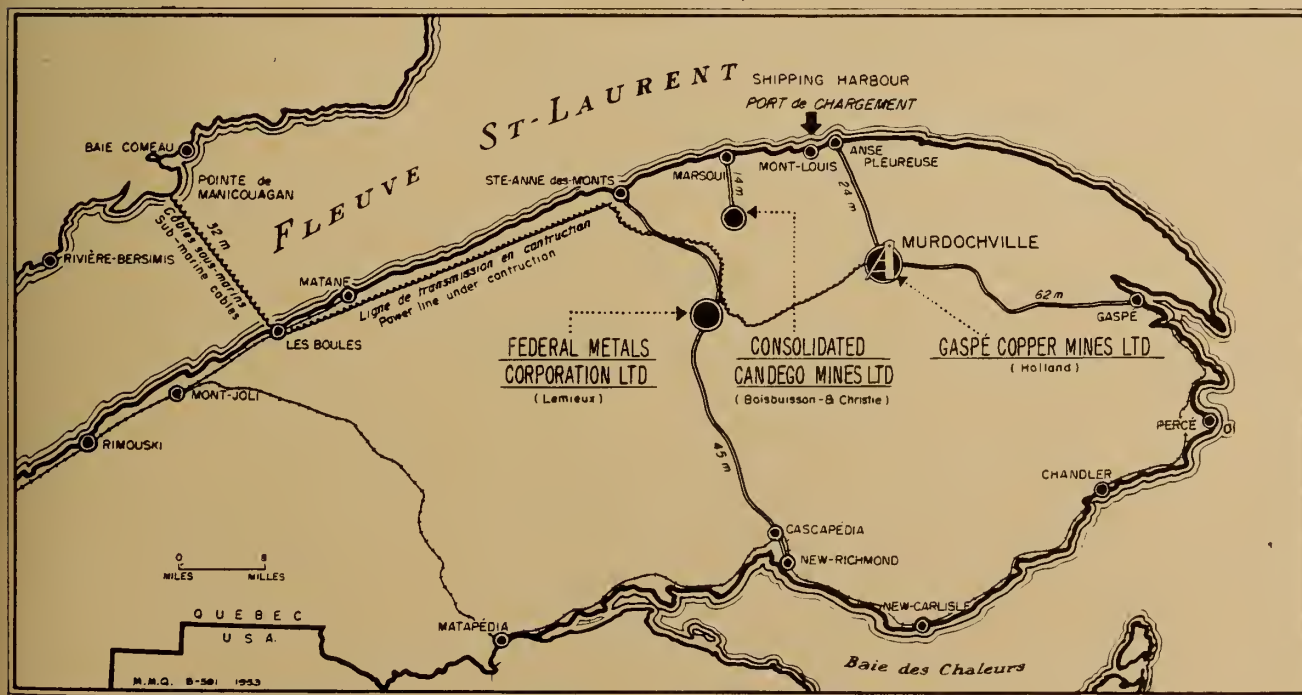 FLEUVE ST-LAURENT
SHIPPING HARBOUR
PORT de CHARGEMENT
BAIE COMEAU
POINTE de
MANICOUAGAN
RIVIÈRE-BERSIMIS
32 m
Câbles sous-marins
Sub-marine cables
STE-ANNE des-MONTS
MARSOUI
14 m
MONT-LOUIS
ANSE
PLEUREUSE
24 m
MURDOCHVILLE
A
62 m
GASPÉ
MATANE
Ligne de transmission en contruction
Power line under contruction
LES BOULES
FEDERAL METALS
CORPORATION LTD
(Lemieux)
CONSOLIDATED
CANDEGO MINES LTD
(Boisbuisson-& Christie)
GASPÉ COPPER MINES LTD
(Holland)
MONT-JOLI
RIMOUSKI
45 m
PERCÉ
CHANDLER
CASCAPÉDIA
NEW-RICHMOND
NEW-CARLISLE
MATAPÉDIA
Baie des Chaleurs
0 8
MILES MILLES
QUEBEC
U S A.
M.M.Q. B-581 1953